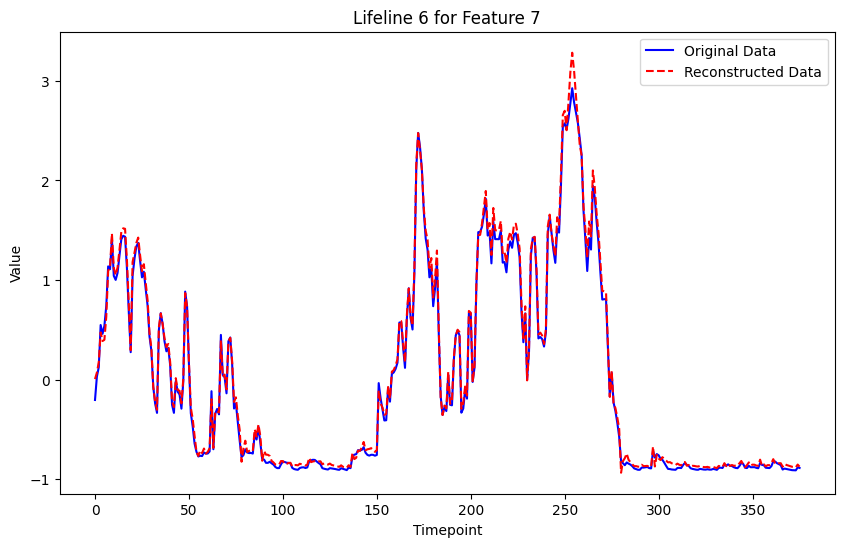 Lifeline 6 for Feature 7
Original Data
Reconstructed Data
Value
3
2
1
0
−1
0
50
100
150
200
250
300
350
Timepoint